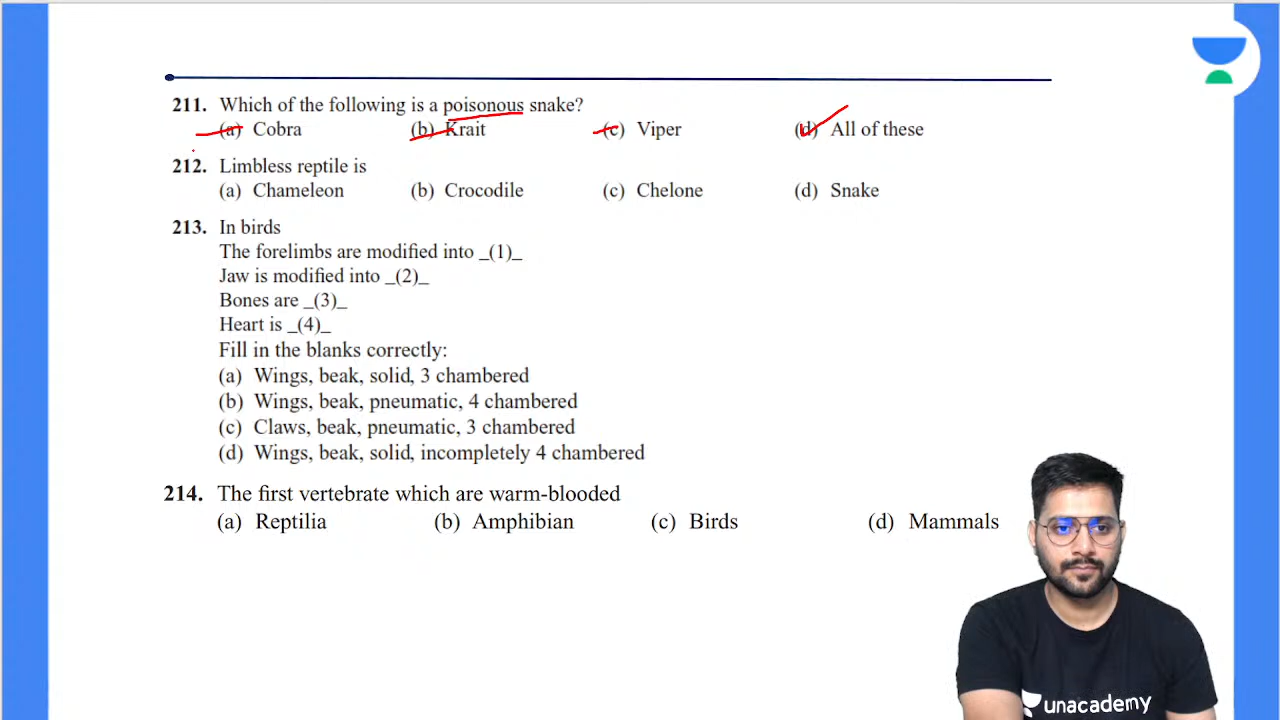 211. Which of the following is a poisonous snake?
(a) Cobra (b) Krait (c) Viper (d) All of these
212. Limbless reptile is
(a) Chameleon (b) Crocodile (c) Chelone (d) Snake
213. In birds
The forelimbs are modified into _(1)_
Jaw is modified into _(2)_
Bones are _(3)_
Heart is _(4)_
Fill in the blanks correctly:
(a) Wings, beak, solid, 3 chambered
(b) Wings, beak, pneumatic, 4 chambered
(c) Claws, beak, pneumatic, 3 chambered
(d) Wings, beak, solid, incompletely 4 chambered
214. The first vertebrate which are warm-blooded
(a) Reptilia (b) Amphibian (c) Birds (d) Mammals
unacademy